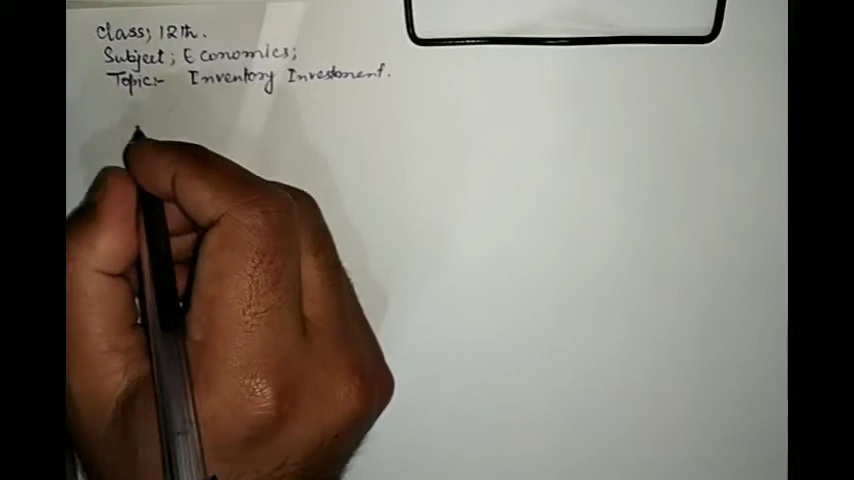 Class; 12th.
Subject; Economics;
Topic:- Inventory Investment.